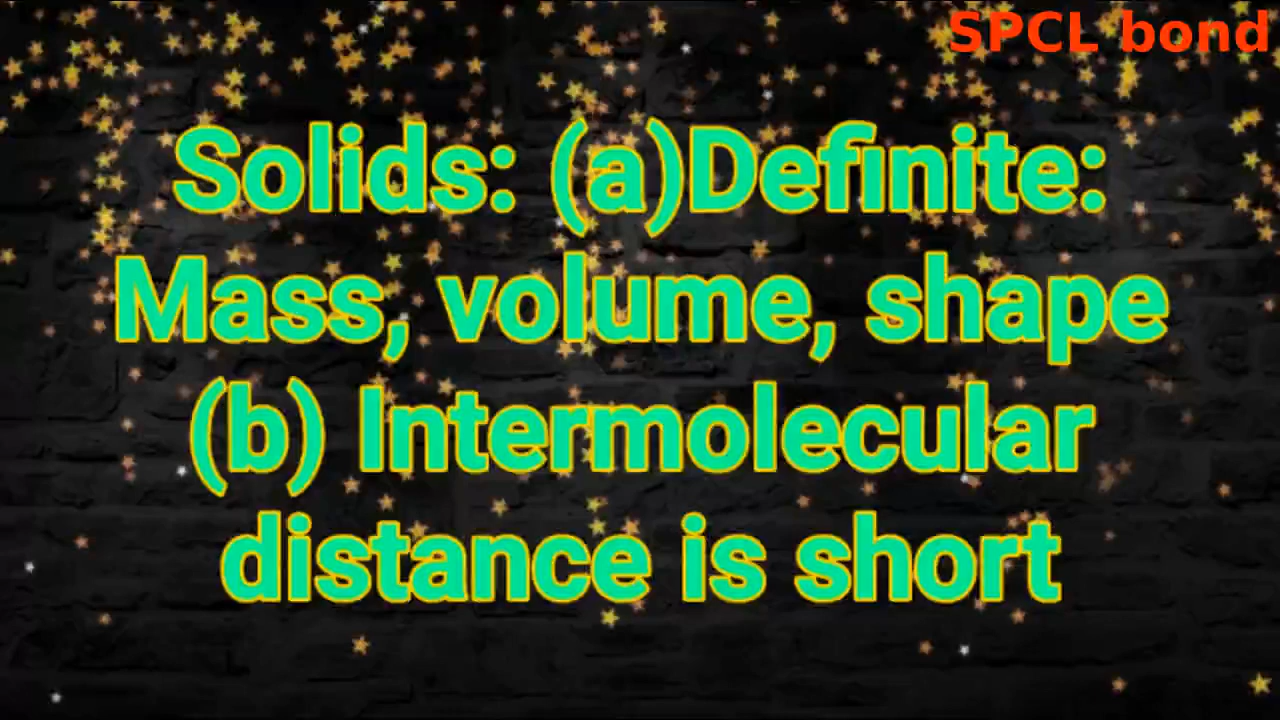 SPCL bond
Solids: (a)Definite:
Mass, volume, shape
(b) Intermolecular
distance is short